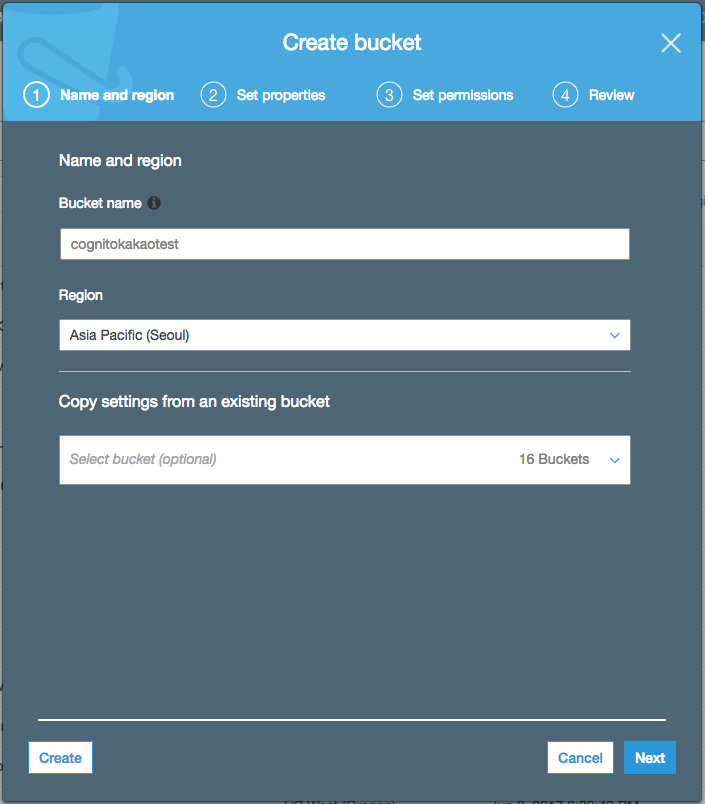 Create bucket
1 Name and region 2 Set properties 3 Set permissions 4 Review
Name and region
Bucket name
cognitokakaotest
Region
Asia Pacific (Seoul)
Copy settings from an existing bucket
Select bucket (optional) 16 Buckets
Create Cancel Next